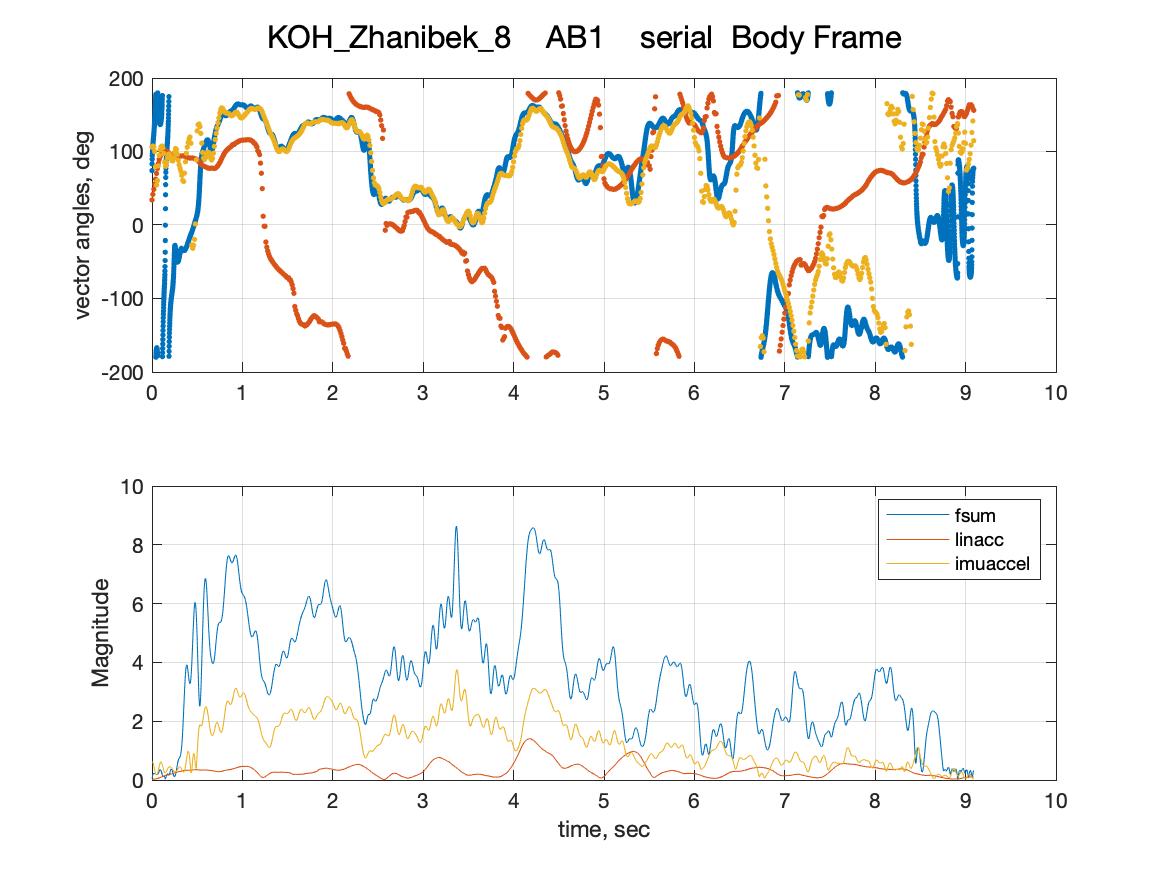 KOH_Zhanibek_8 AB1 serial Body Frame
200
100
0
-100
-200
vector angles, deg
0 1 2 3 4 5 6 7 8 9 10
10
8
6
4
2
0
Magnitude
fsum
linacc
imuaccel
0 1 2 3 4 5 6 7 8 9 10
time, sec